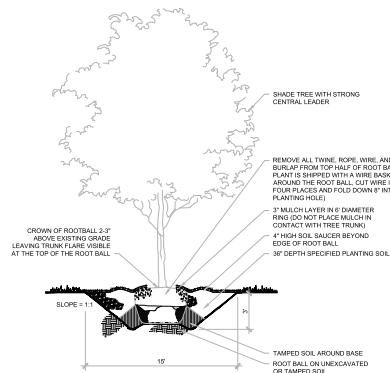 SHADE TREE WITH STRONG
CENTRAL LEADER
REMOVE ALL TWINE, ROPE, WIRE, AND
BURLAP FROM TOP HALF OF ROOT BA
PLANT IS SHIPPED WITH A WIRE BASK
AROUND THE ROOT BALL, CUT WIRE I
FOUR PLACES AND FOLD DOWN 8" INT
PLANTING HOLE)
3" MULCH LAYER IN 6' DIAMETER
RING (DO NOT PLACE MULCH IN
CONTACT WITH TREE TRUNK)
4" HIGH SOIL SAUCER BEYOND
EDGE OF ROOT BALL
36" DEPTH SPECIFIED PLANTING SOIL
CROWN OF ROOTBALL 2-3"
ABOVE EXISTING GRADE
LEAVING TRUNK FLARE VISIBLE
AT THE TOP OF THE ROOT BALL
SLOPE = 1:1
3'
15'
TAMPED SOIL AROUND BASE
ROOT BALL ON UNEXCAVATED
OR TAMPED SOIL